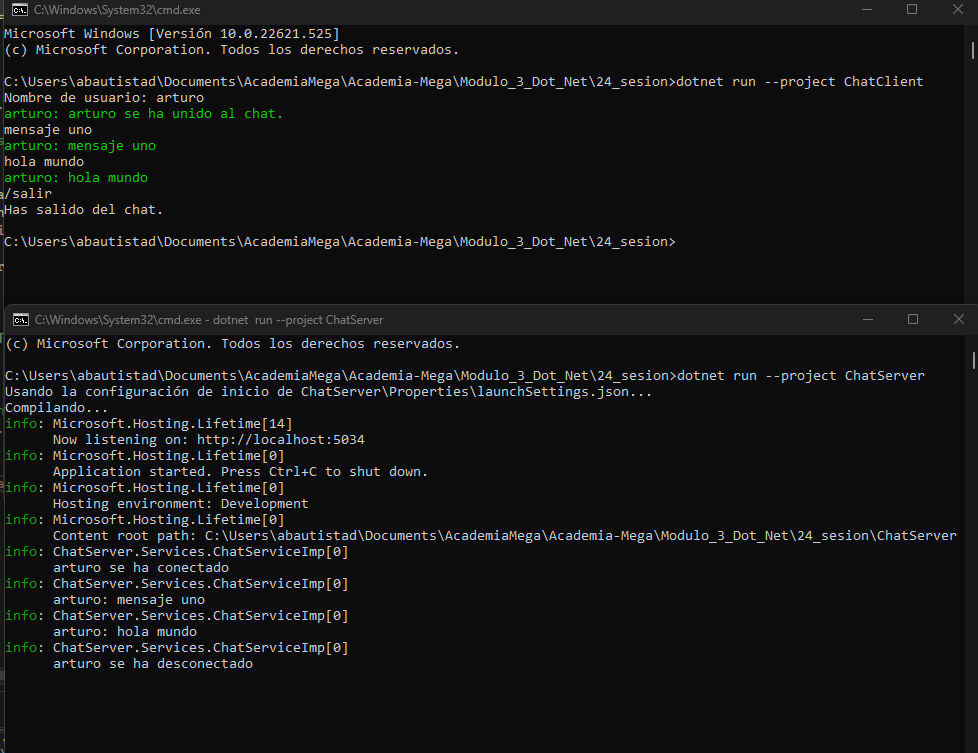 C:\Windows\System32\cmd.exe
Microsoft Windows [Versión 10.0.22621.525]
(c) Microsoft Corporation. Todos los derechos reservados.
C:\Users\abautistad\Documents\AcademiaMega\Academia-Mega\Modulo_3_Dot_Net\24_sesion>dotnet run --project ChatClient
Nombre de usuario: arturo
arturo: arturo se ha unido al chat.
mensaje uno
arturo: mensaje uno
hola mundo
arturo: hola mundo
/salir
Has salido del chat.
C:\Users\abautistad\Documents\AcademiaMega\Academia-Mega\Modulo_3_Dot_Net\24_sesion>
C:\Windows\System32\cmd.exe - dotnet  run --project ChatServer
(c) Microsoft Corporation. Todos los derechos reservados.
C:\Users\abautistad\Documents\AcademiaMega\Academia-Mega\Modulo_3_Dot_Net\24_sesion>dotnet run --project ChatServer
Usando la configuración de inicio de ChatServer\Properties\launchSettings.json...
Compilando...
info: Microsoft.Hosting.Lifetime[14]
Now listening on: http://localhost:5034
info: Microsoft.Hosting.Lifetime[0]
Application started. Press Ctrl+C to shut down.
info: Microsoft.Hosting.Lifetime[0]
Hosting environment: Development
info: Microsoft.Hosting.Lifetime[0]
Content root path: C:\Users\abautistad\Documents\AcademiaMega\Academia-Mega\Modulo_3_Dot_Net\24_sesion\ChatServer
info: ChatServer.Services.ChatServiceImp[0]
arturo se ha conectado
info: ChatServer.Services.ChatServiceImp[0]
arturo: mensaje uno
info: ChatServer.Services.ChatServiceImp[0]
arturo: hola mundo
info: ChatServer.Services.ChatServiceImp[0]
arturo se ha desconectado